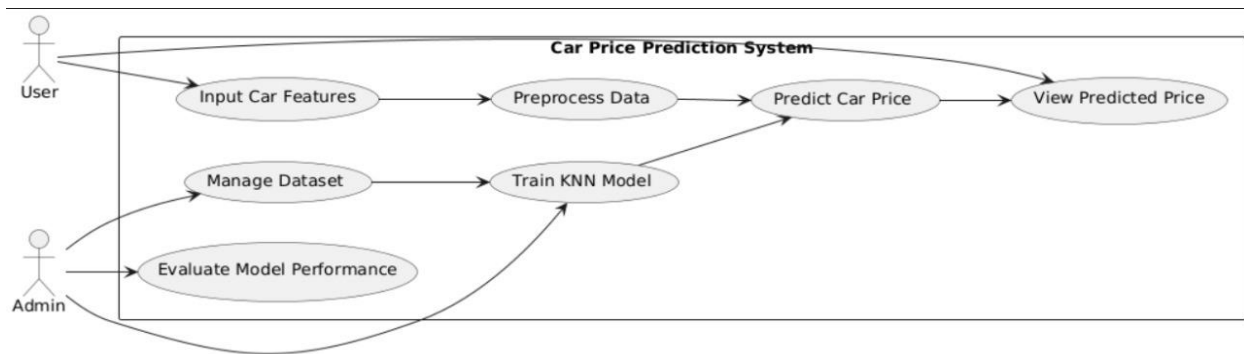 Car Price Prediction System
User
Input Car Features
Preprocess Data
Predict Car Price
View Predicted Price
Manage Dataset
Train KNN Model
Evaluate Model Performance
Admin